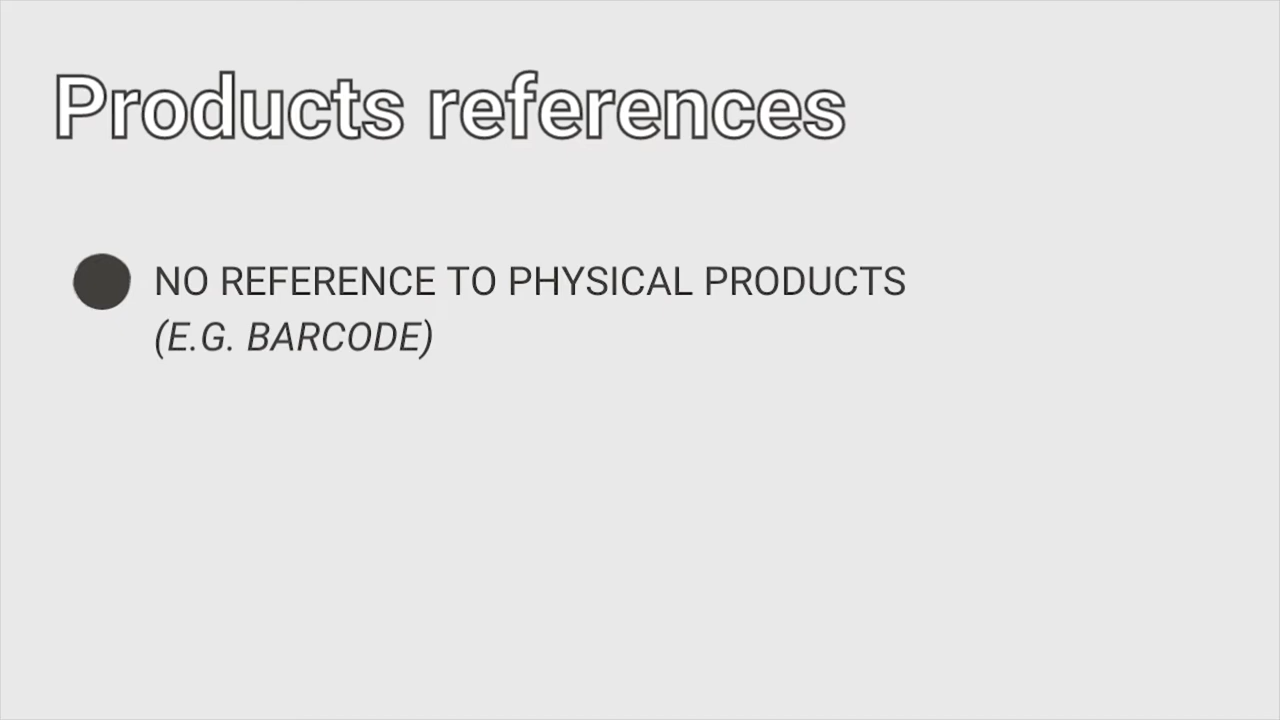 Products references
NO REFERENCE TO PHYSICAL PRODUCTS
(E.G. BARCODE)